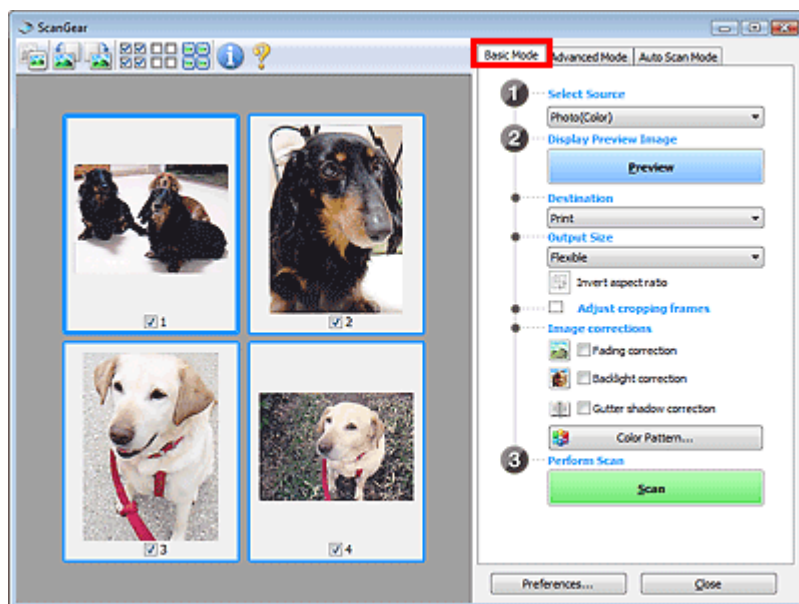 ScanGear
Basic Mode
Advanced Mode
Auto Scan Mode
1
Select Source
Photo(Color)
2
Display Preview Image
Preview
Destination
Print
Output Size
Flexible
Invert aspect ratio
Adjust cropping frames
Image corrections
Fading correction
Backlight correction
Gutter shadow correction
Color Pattern...
3
Perform Scan
Scan
Preferences...
Close
1
2
3
4